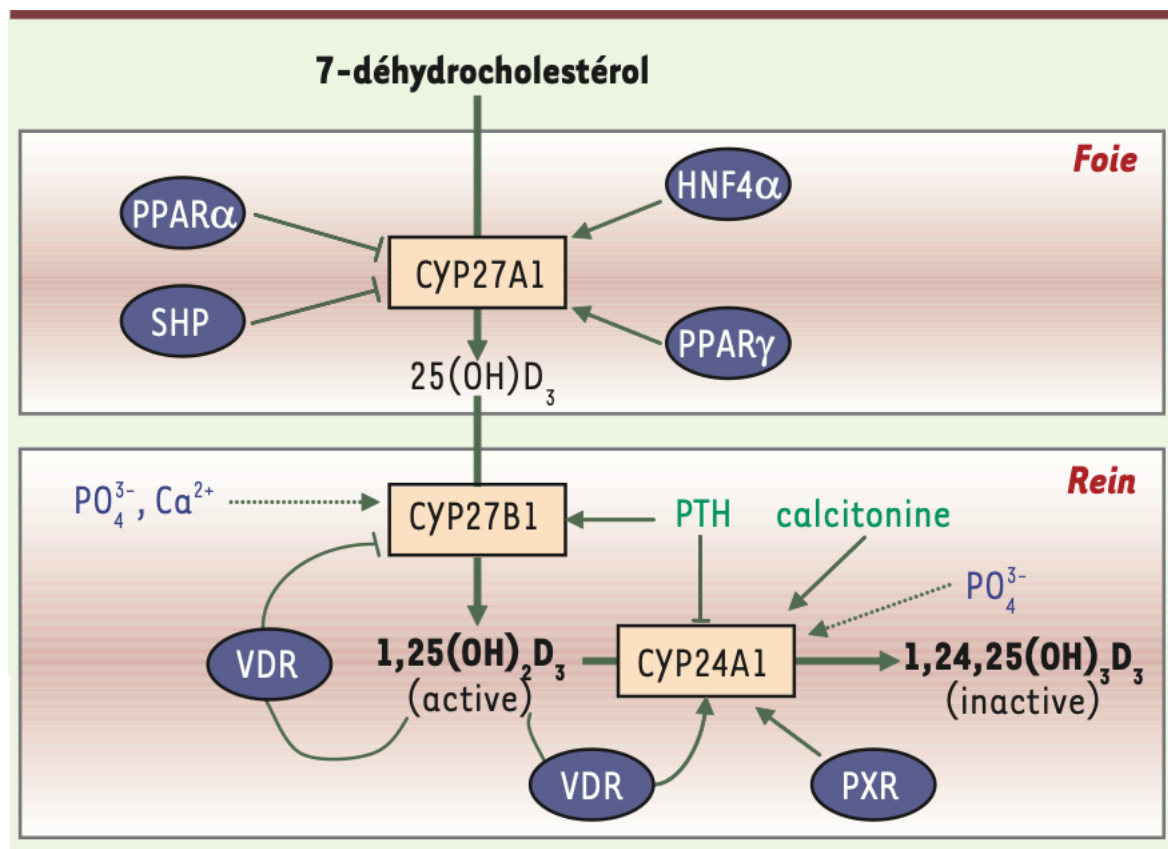 7-déhydrocholestérol
Foie
PPARα
HNF4α
CYP27A1
SHP
PPARγ
25(OH)D₃
Rein
PO₄³⁻, Ca²⁺
CYP27B1
PTH
calcitonine
PO₄³⁻
VDR
1,25(OH)₂D₃
(active)
CYP24A1
1,24,25(OH)₃D₃
(inactive)
VDR
PXR